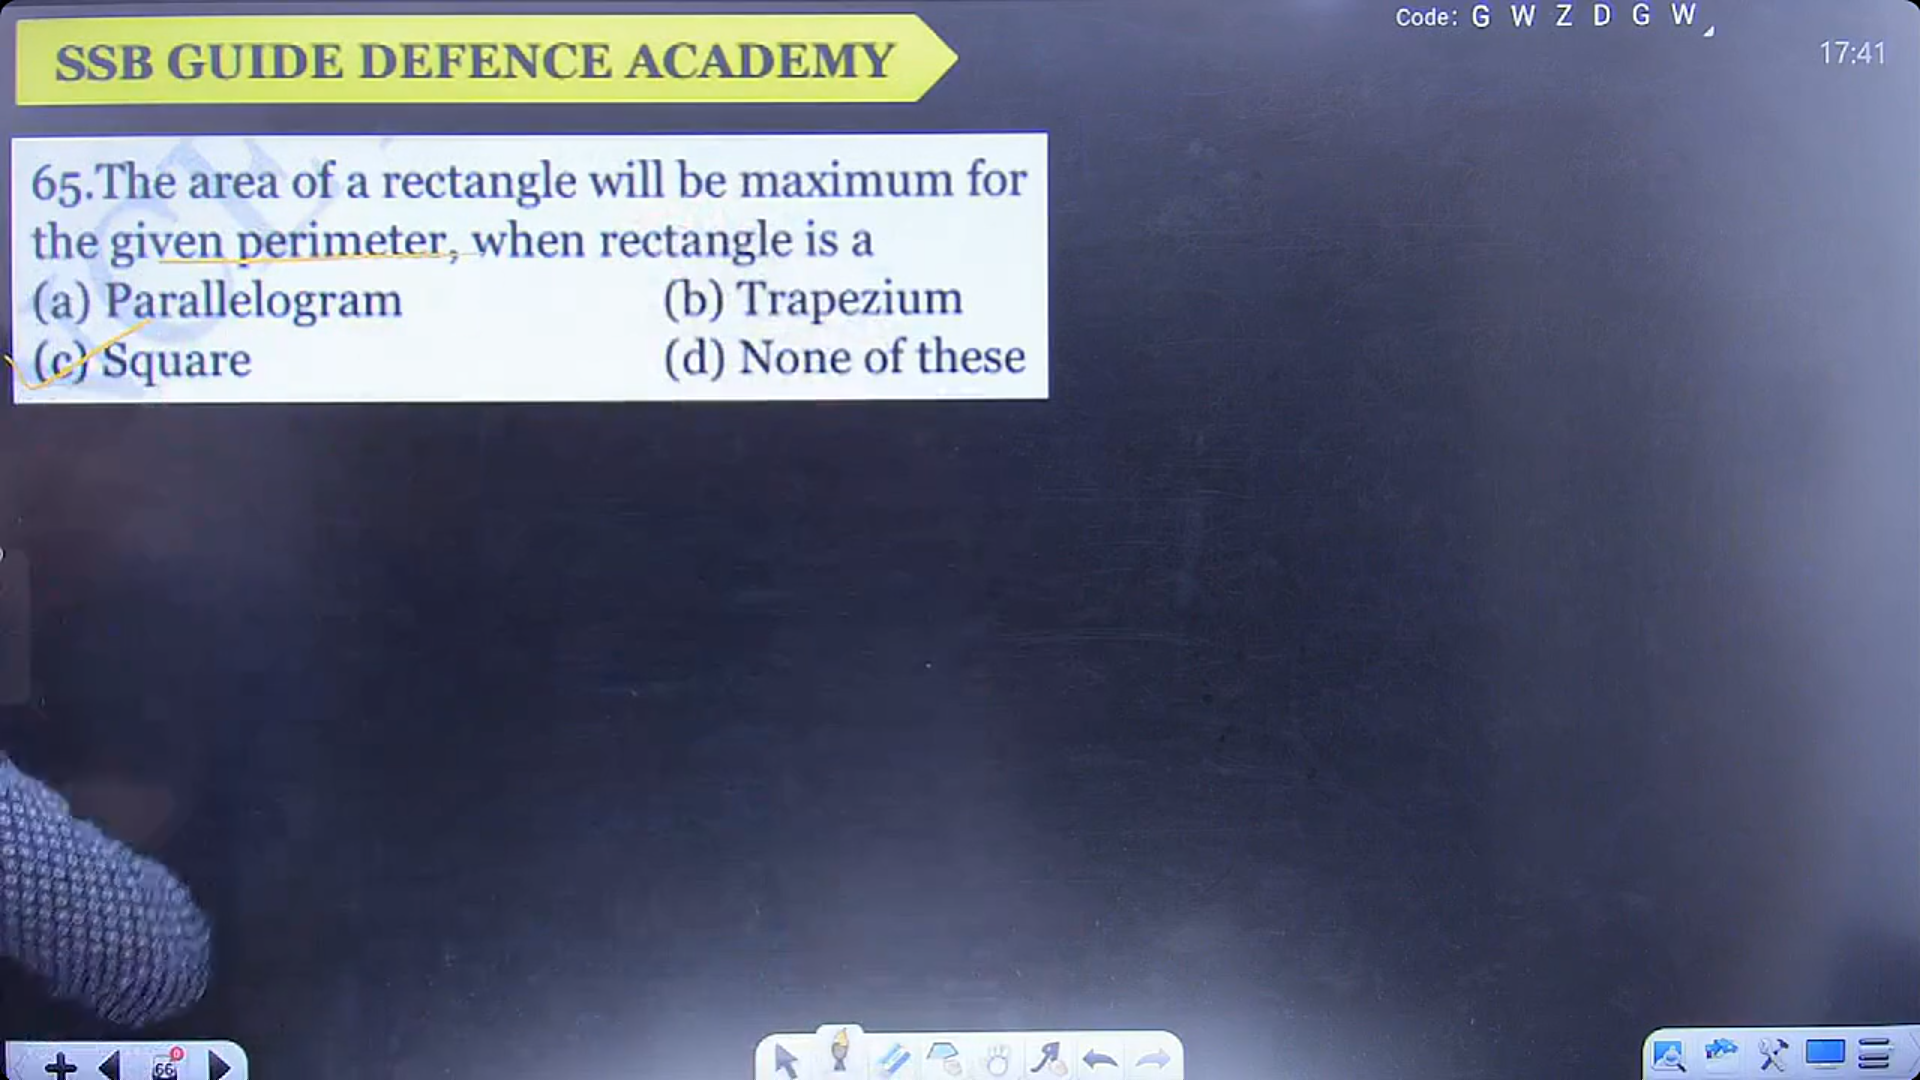 Code: G W Z D G W
17:41
SSB GUIDE DEFENCE ACADEMY
65.The area of a rectangle will be maximum for
the given perimeter, when rectangle is a
(a) Parallelogram (b) Trapezium
(c) Square (d) None of these
66
0